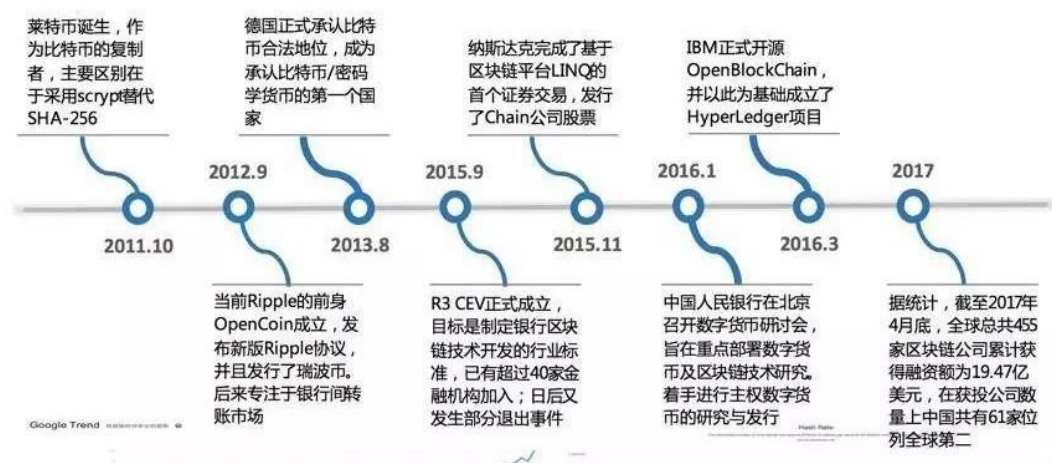 莱特币诞生，作
为比特币的复制
者，主要区别在
于采用scrypt替代
SHA-256
2011.10
2012.9
当前Ripple的前身
OpenCoin成立，发
布新版Ripple协议，
并且发行了瑞波币。
后来专注于银行间转
账市场
德国正式承认比特
币合法地位，成为
承认比特币/密码
学货币的第一个国
家
2013.8
2015.9
R3 CEV正式成立，
目标是制定银行区块
链技术开发的行业标
准，已有超过40家金
融机构加入；日后又
发生部分退出事件
纳斯达克完成了基于
区块链平台LINQ的
首个证券交易，发行
了Chain公司股票
2015.11
2016.1
中国人民银行在北京
召开数字货币研讨会，
旨在重点部署数字货
币及区块链技术研究。
着手进行主权数字货
币的研究与发行
IBM正式开源
OpenBlockChain，
并以此为基础成立了
HyperLedger项目
2016.3
2017
据统计，截至2017年
4月底，全球总共455
家区块链公司累计获
得融资额为19.47亿
美元，在获投公司数
量上中国共有61家位
列全球第二
Google Trend
Hash Rate